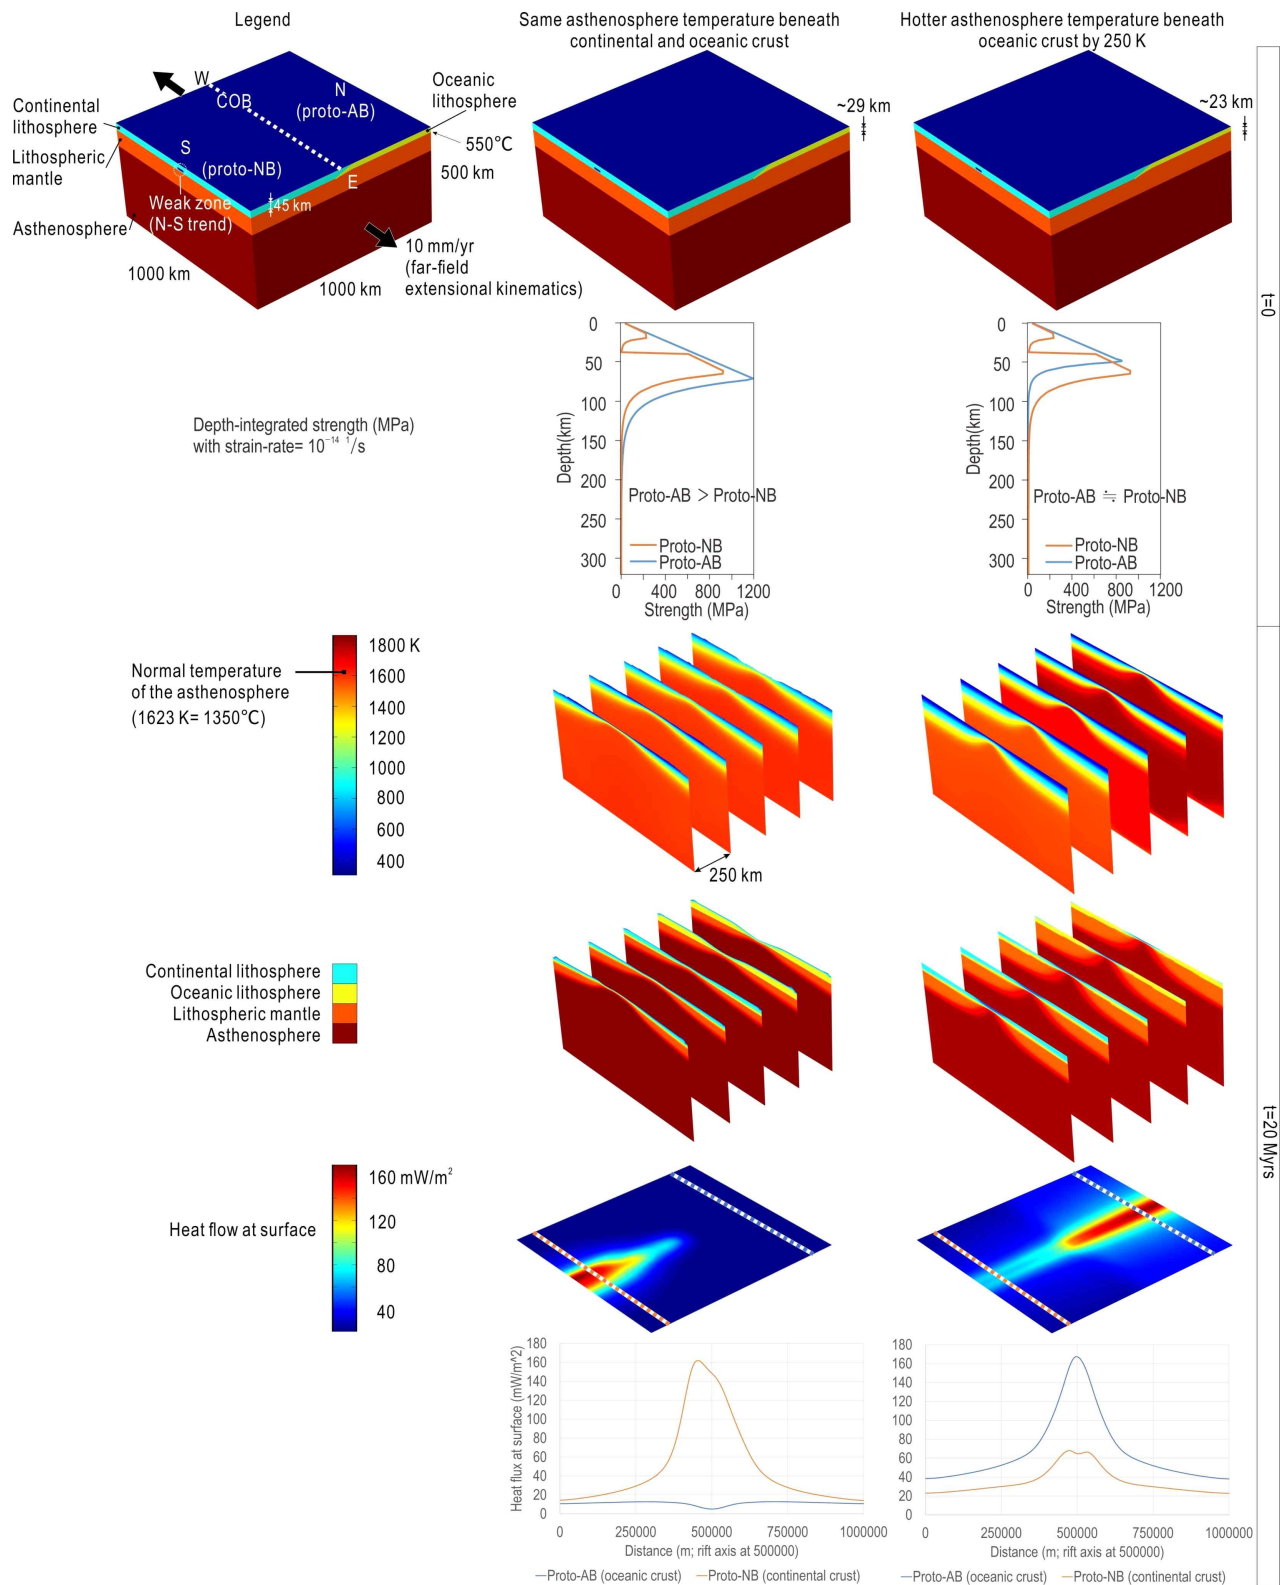 Legend
Same asthenosphere temperature beneath
continental and oceanic crust
Hotter asthenosphere temperature beneath
oceanic crust by 250 K
W
COB
N
(proto-AB)
Oceanic
lithosphere
Continental
lithosphere
Lithospheric
mantle
S
(proto-NB)
E
550℃
500 km
Weak zone
(N-S trend)
45 km
Asthenosphere
1000 km
1000 km
10 mm/yr
(far-field
extensional kinematics)
~29 km
~23 km
t=0
Depth-integrated strength (MPa)
with strain-rate= 10⁻¹⁴ ¹/s
0
50
100
150
200
250
300
Depth(km)
Proto-AB > Proto-NB
Proto-NB
Proto-AB
0 400 800 1200
Strength (MPa)
0
50
100
150
200
250
300
Depth(km)
Proto-AB ≒ Proto-NB
Proto-NB
Proto-AB
0 400 800 1200
Strength (MPa)
Normal temperature
of the asthenosphere
(1623 K= 1350℃)
1800 K
1600
1400
1200
1000
800
600
400
250 km
Continental lithosphere
Oceanic lithosphere
Lithospheric mantle
Asthenosphere
t=20 Myrs
Heat flow at surface
160 mW/m²
120
80
40
Heat flux at surface (mW/m^2)
180
160
140
120
100
80
60
40
20
0
0 250000 500000 750000 1000000
Distance (m; rift axis at 500000)
Proto-AB (oceanic crust) Proto-NB (continental crust)
180
160
140
120
100
80
60
40
20
0
0 250000 500000 750000 1000000
Distance (m; rift axis at 500000)
Proto-AB (oceanic crust) Proto-NB (continental crust)